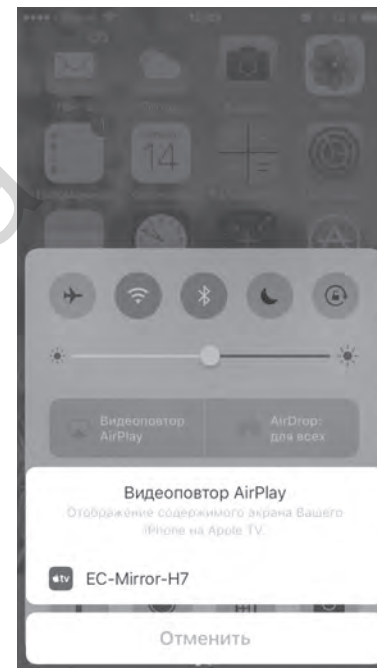 14
Видеоповтор
AirPlay
AirDrop:
для всех
Видеоповтор AirPlay
Отображение содержимого экрана Вашего
iPhone на Apple TV
tv
EC-Mirror-H7
Отменить